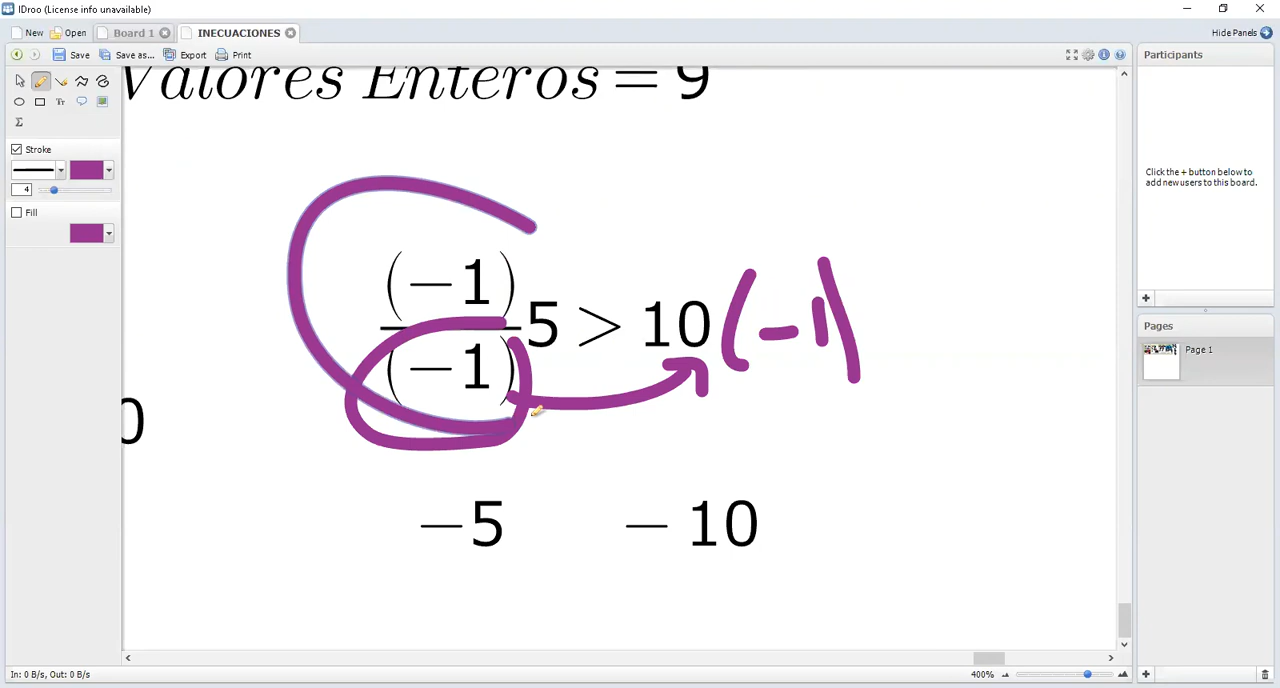 IDroo (License info unavailable)
New Open Board 1 INECUACIONES Hide Panels
Save Save as... Export Print
Participants
Click the + button below to
add new users to this board.
Tr
Σ
Stroke
4
Fill
Valores Enteros = 9
(−1)
5 > 10 (−1)
(−1)
0
−5 −10
Pages
Page 1
In: 0 B/s, Out: 0 B/s
400%